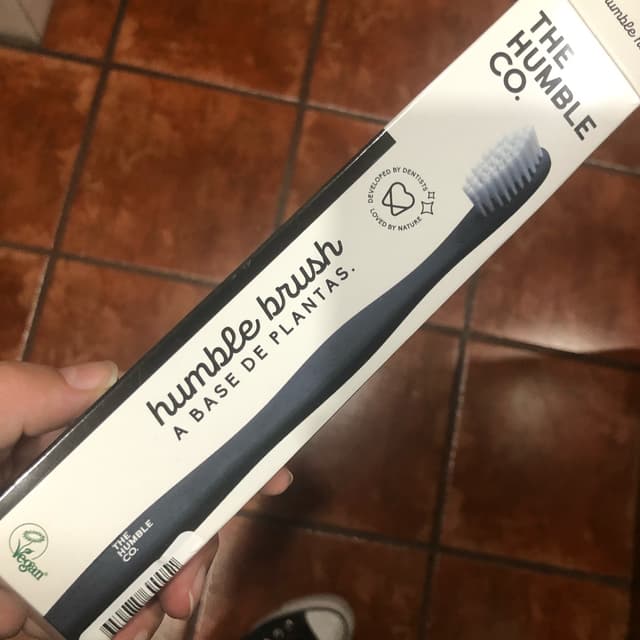 THE
HUMBLE
CO.
DEVELOPED BY DENTISTS
LOVED BY NATURE
humble brush
A BASE DE PLANTAS.
THE
HUMBLE
CO.
Vegan